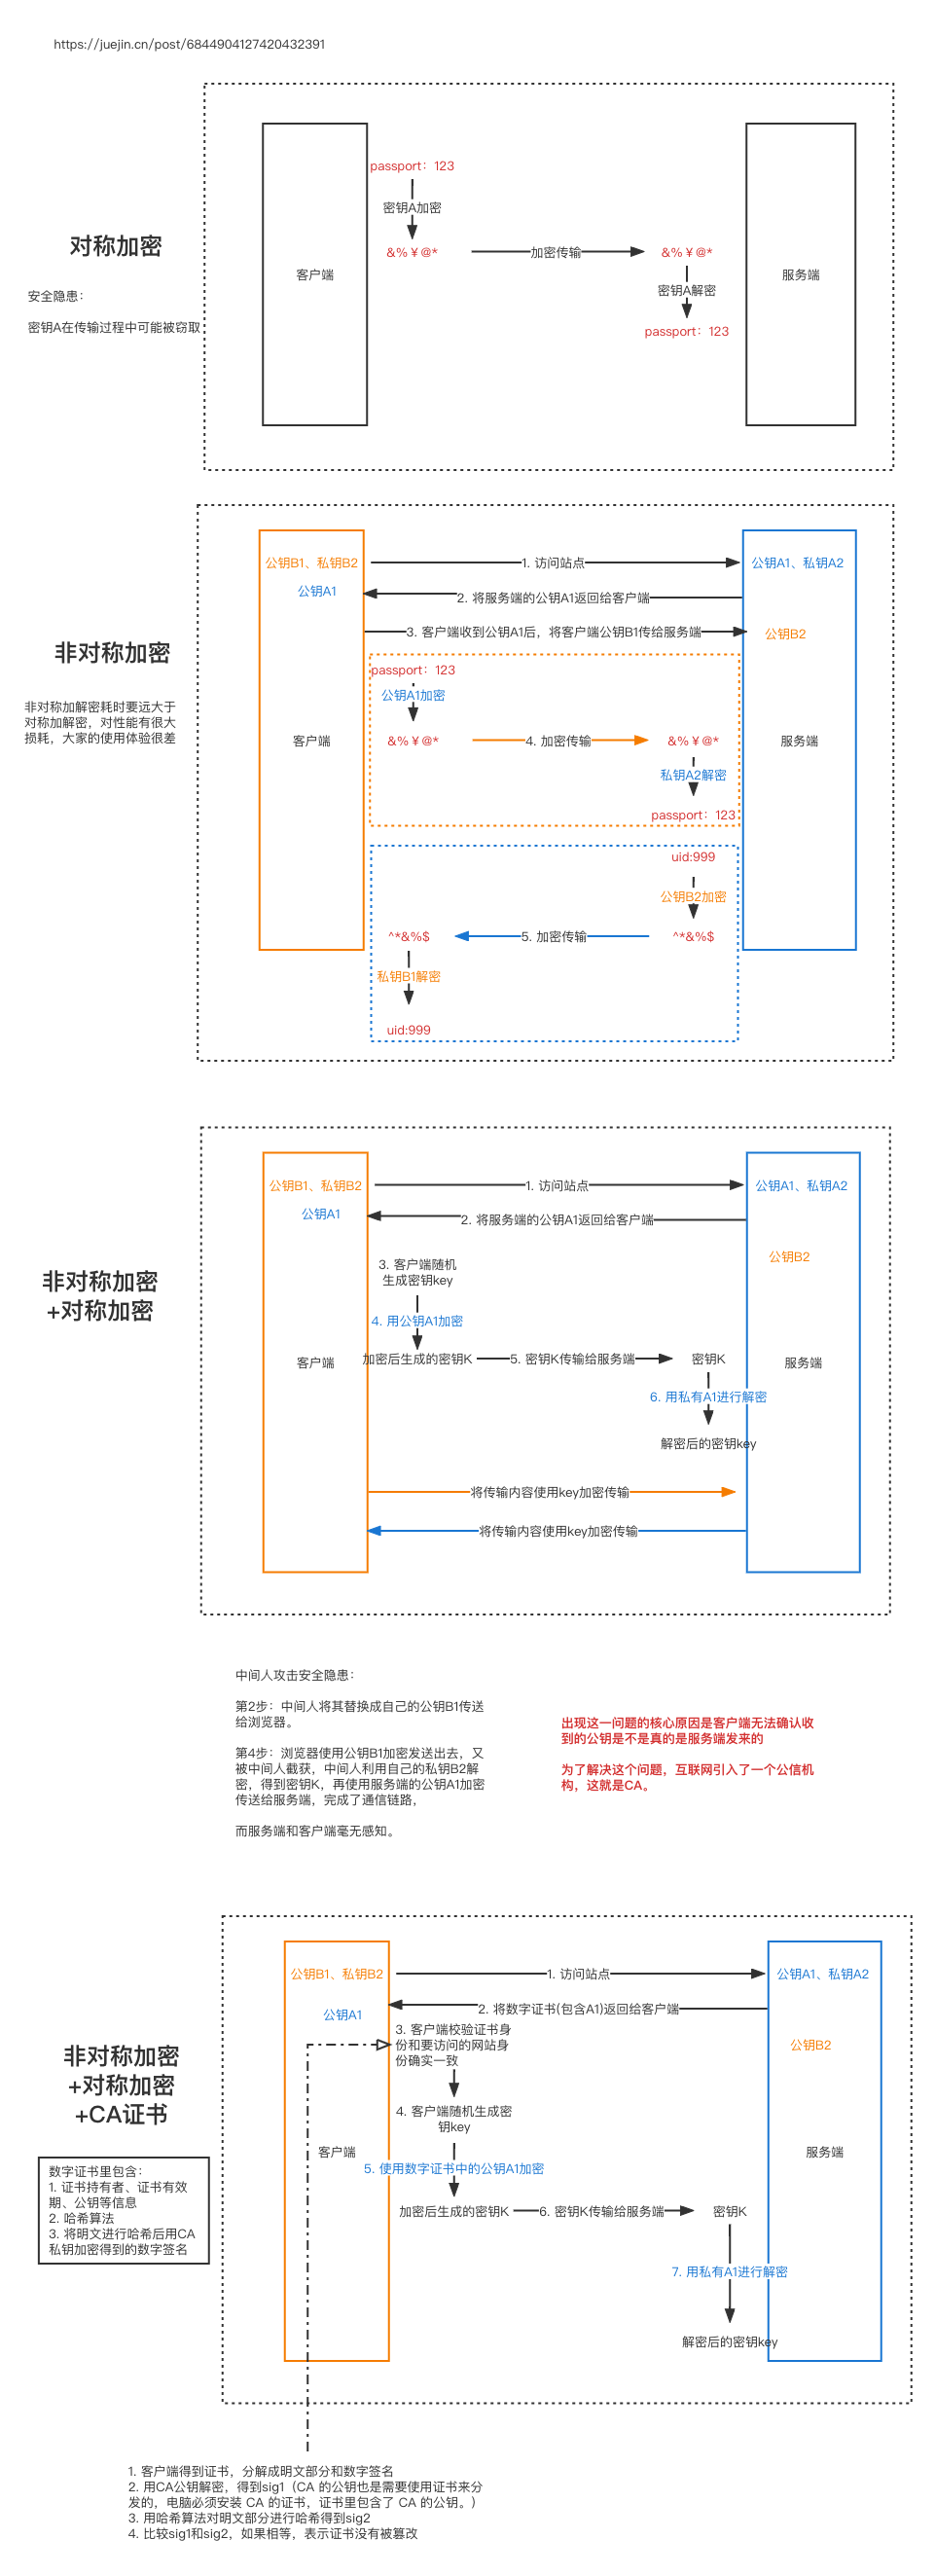 https://juejin.cn/post/6844904127420432391
对称加密
安全隐患：
密钥A在传输过程中可能被窃取
客户端
passport：123
密钥A加密
&%￥@*
加密传输
&%￥@*
密钥A解密
passport：123
服务端
非对称加密
非对称加解密耗时要远大于
对称加解密，对性能有很大
损耗，大家的使用体验很差
公钥B1、私钥B2
公钥A1
客户端
1. 访问站点
2. 将服务端的公钥A1返回给客户端
3. 客户端收到公钥A1后，将客户端公钥B1传给服务端
公钥A1、私钥A2
公钥B2
服务端
passport：123
公钥A1加密
&%￥@*
4. 加密传输
&%￥@*
私钥A2解密
passport：123
uid:999
公钥B2加密
^*&%$
5. 加密传输
^*&%$
私钥B1解密
uid:999
非对称加密
+对称加密
公钥B1、私钥B2
公钥A1
客户端
1. 访问站点
2. 将服务端的公钥A1返回给客户端
公钥A1、私钥A2
公钥B2
服务端
3. 客户端随机
生成密钥key
4. 用公钥A1加密
加密后生成的密钥K
5. 密钥K传输给服务端
密钥K
6. 用私有A1进行解密
解密后的密钥key
将传输内容使用key加密传输
将传输内容使用key加密传输
中间人攻击安全隐患：
第2步：中间人将其替换成自己的公钥B1传送
给浏览器。
第4步：浏览器使用公钥B1加密发送出去，又
被中间人截获，中间人利用自己的私钥B2解
密，得到密钥K，再使用服务端的公钥A1加密
传送给服务端，完成了通信链路，
而服务端和客户端毫无感知。
出现这一问题的核心原因是客户端无法确认收
到的公钥是不是真的是服务端发来的
为了解决这个问题，互联网引入了一个公信机
构，这就是CA。
非对称加密
+对称加密
+CA证书
数字证书里包含：
1. 证书持有者、证书有效
期、公钥等信息
2. 哈希算法
3. 将明文进行哈希后用CA
私钥加密得到的数字签名
公钥B1、私钥B2
公钥A1
客户端
1. 访问站点
2. 将数字证书(包含A1)返回给客户端
公钥A1、私钥A2
公钥B2
服务端
3. 客户端校验证书身
份和要访问的网站身
份确实一致
4. 客户端随机生成密
钥key
5. 使用数字证书中的公钥A1加密
加密后生成的密钥K
6. 密钥K传输给服务端
密钥K
7. 用私有A1进行解密
解密后的密钥key
1. 客户端得到证书，分解成明文部分和数字签名
2. 用CA公钥解密，得到sig1（CA 的公钥也是需要使用证书来分
发的，电脑必须安装 CA 的证书，证书里包含了 CA 的公钥。）
3. 用哈希算法对明文部分进行哈希得到sig2
4. 比较sig1和sig2，如果相等，表示证书没有被篡改